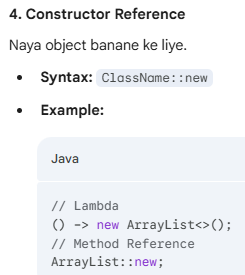 4. Constructor Reference
Naya object banane ke liye.
• Syntax: ClassName::new
• Example:
Java
// Lambda
() -> new ArrayList<>();
// Method Reference
ArrayList::new;